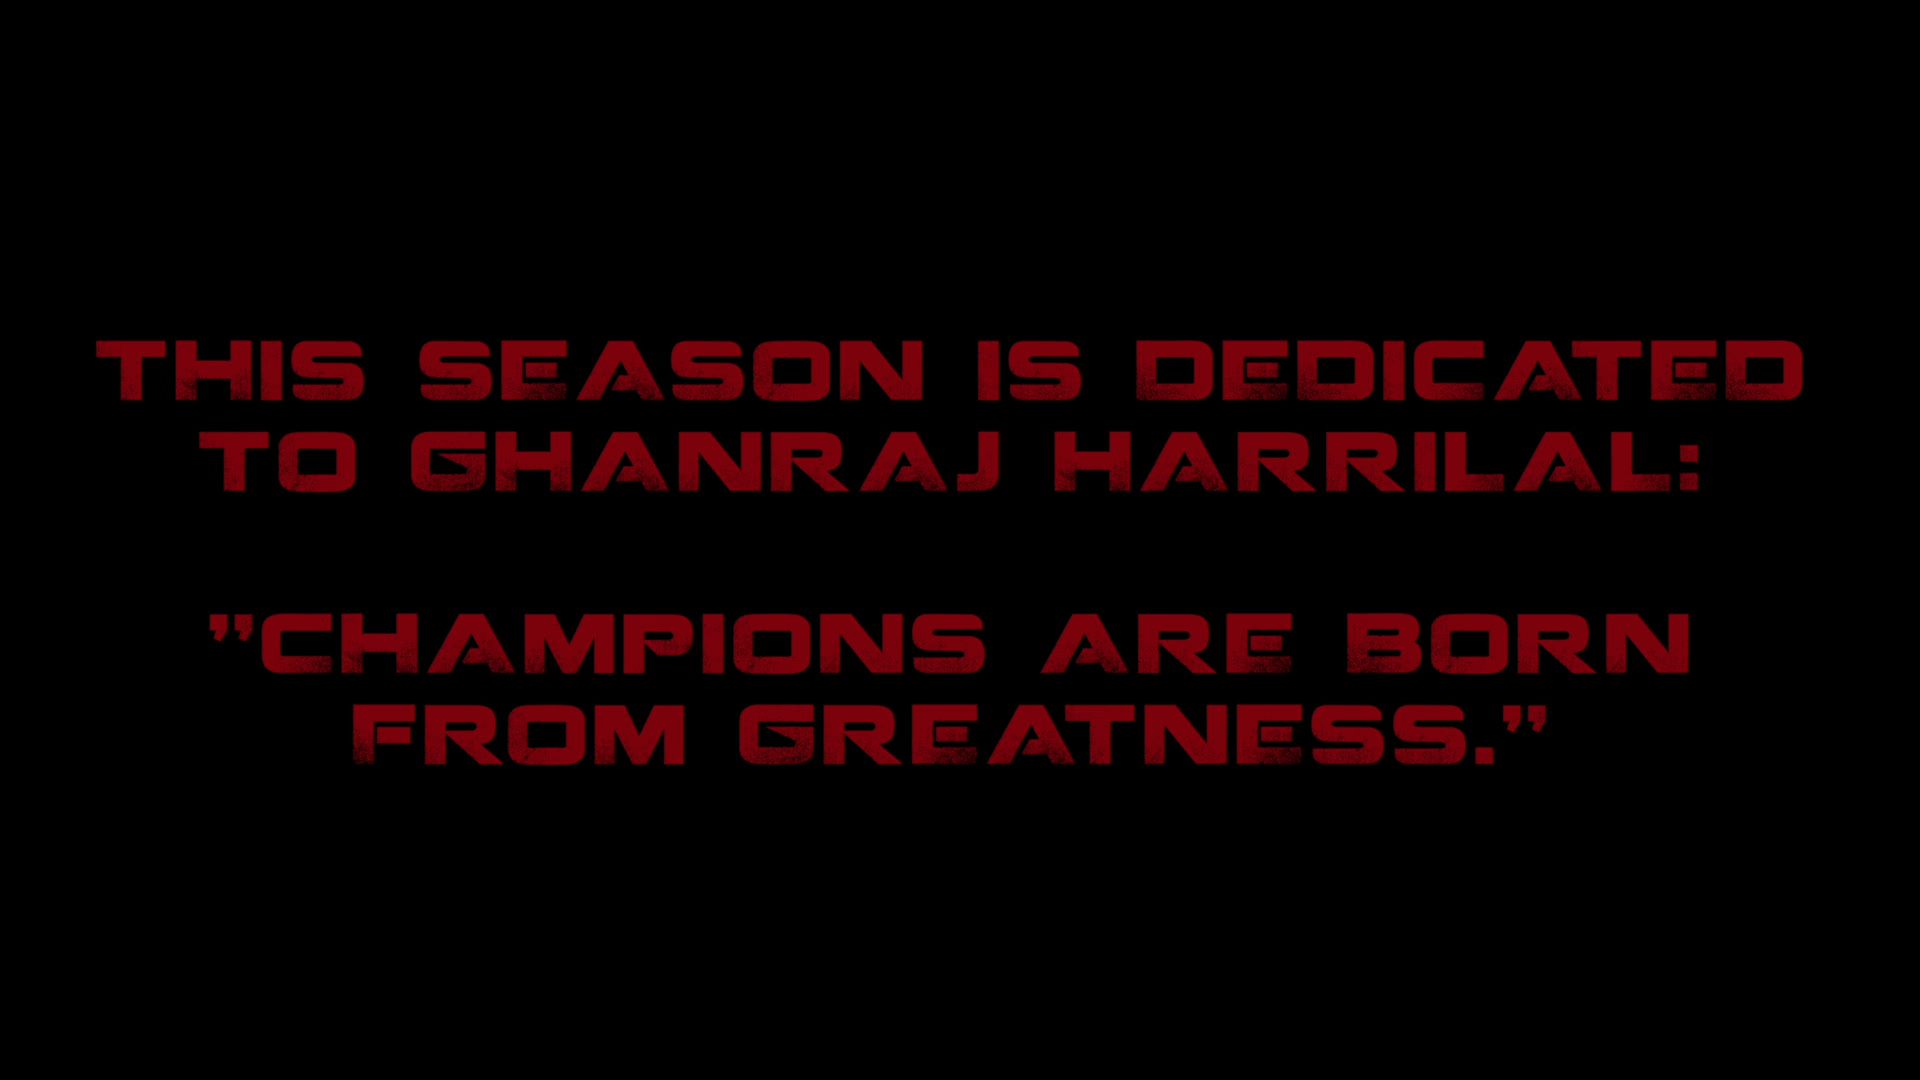 THIS SEASON IS DEDICATED
TO GHANRAJ HARRILAL:
”CHAMPIONS ARE BORN
FROM GREATNESS.”